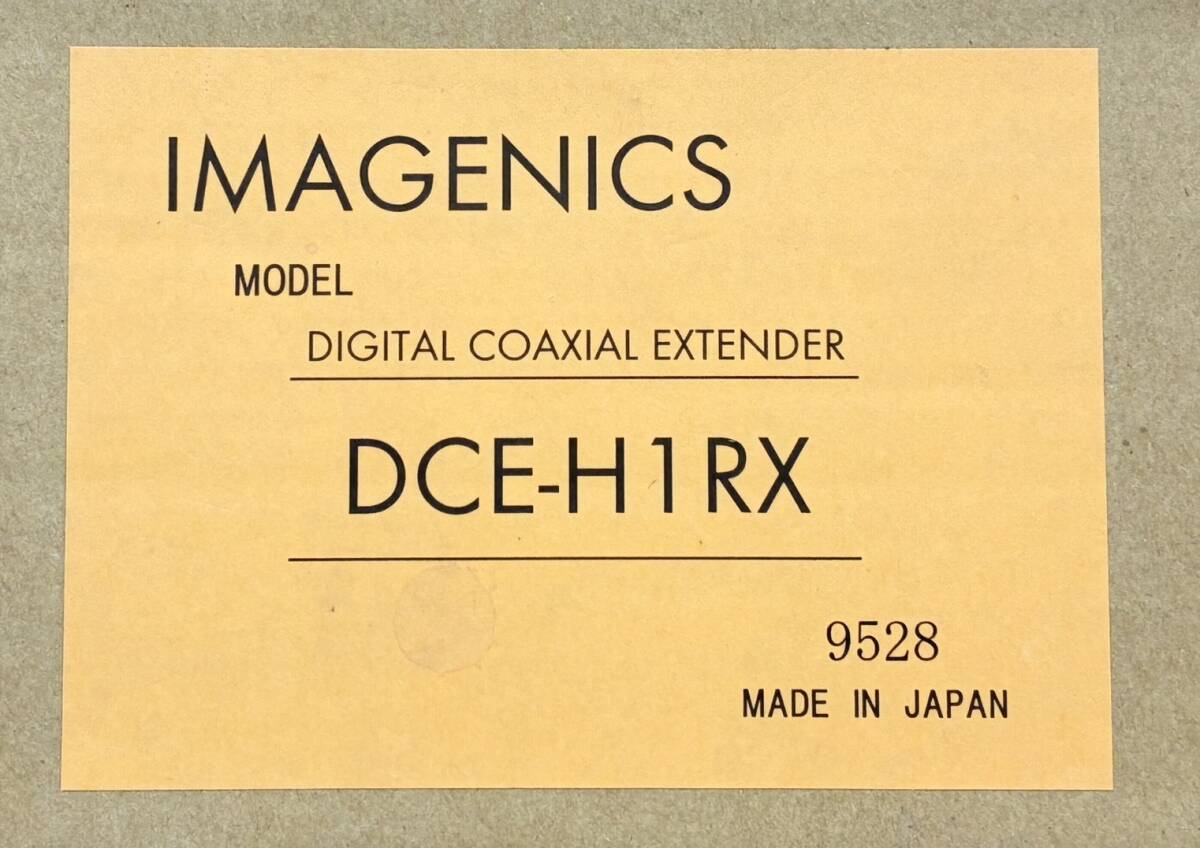 IMAGENICS
MODEL
DIGITAL COAXIAL EXTENDER
DCE-H1RX
9528
MADE IN JAPAN